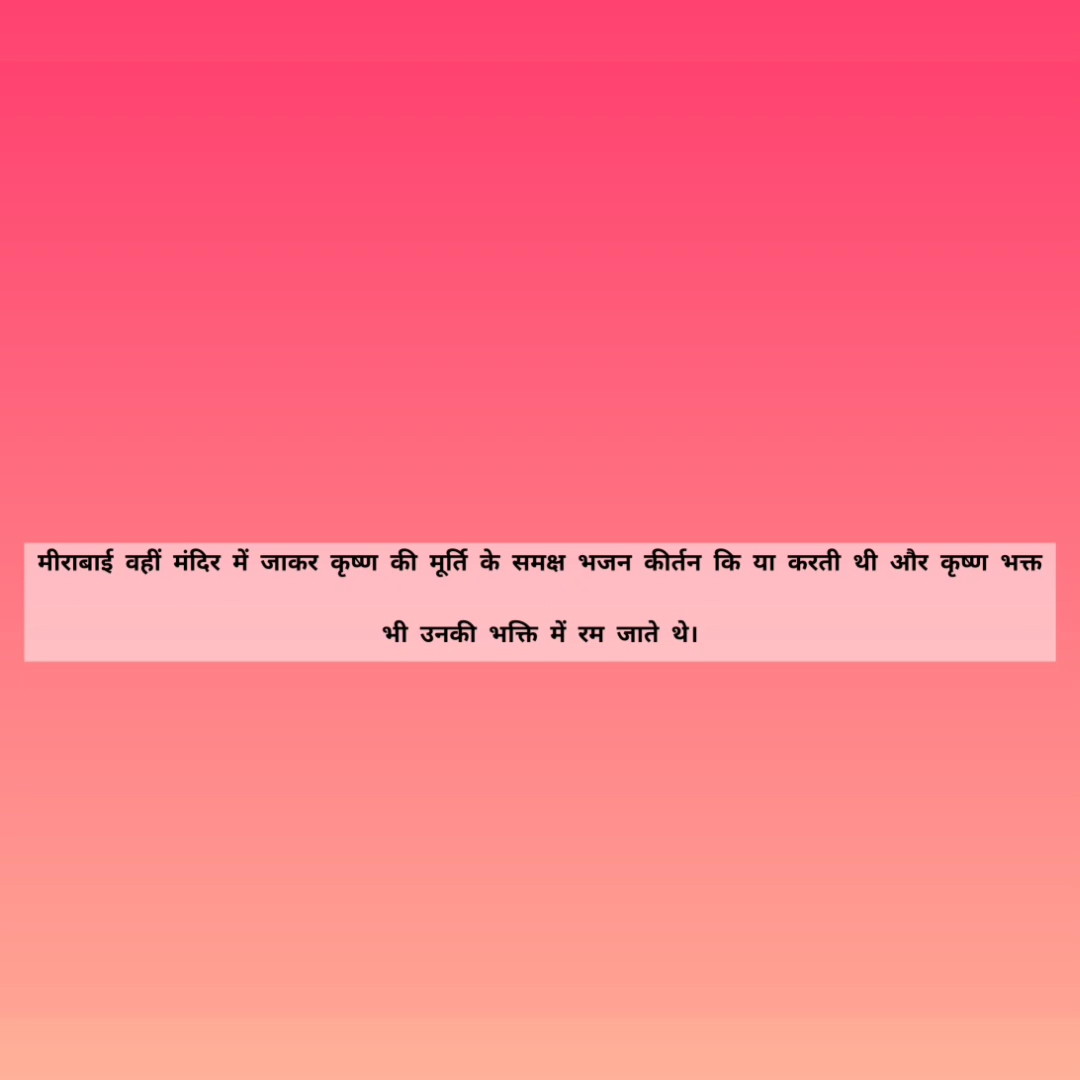 मीराबाई वहीं मंदिर में जाकर कृष्ण की मूर्ति के समक्ष भजन कीर्तन कि या करती थी और कृष्ण भक्त
भी उनकी भक्ति में रम जाते थे।